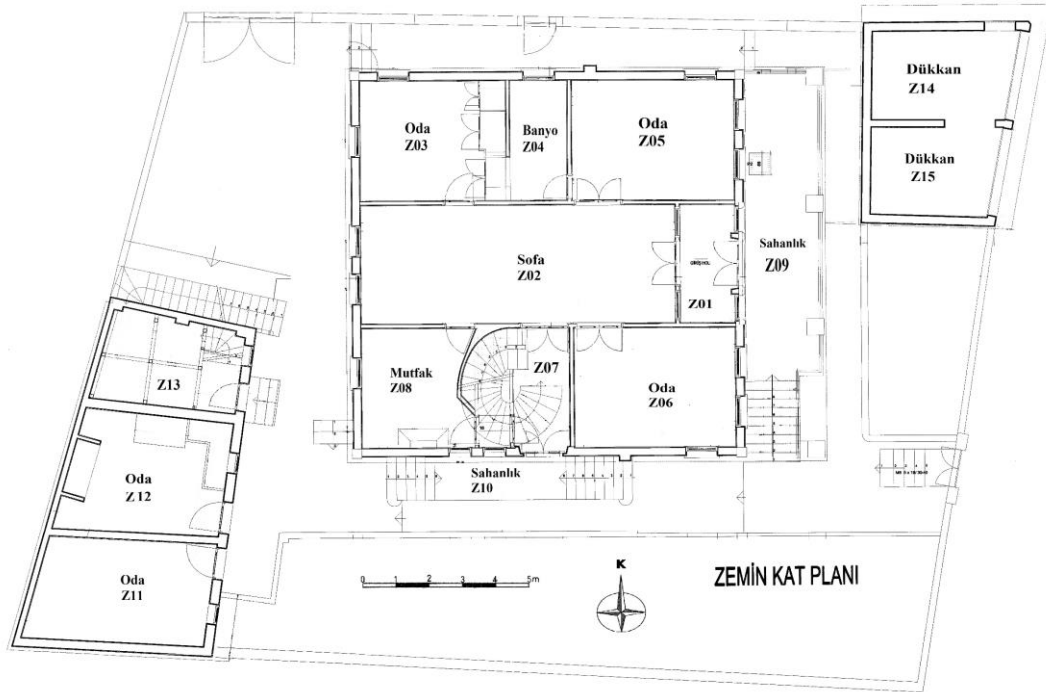 Oda
Z03
Banyo
Z04
Oda
Z05
Dükkan
Z14
Dükkan
Z15
Sofa
Z02
Z01
Sahanlık
Z09
Mutfak
Z08
Z07
Oda
Z06
Z13
Oda
Z12
Sahanlık
Z10
Oda
Z11
0 1 2 3 4 5m
K
ZEMİN KAT PLANI